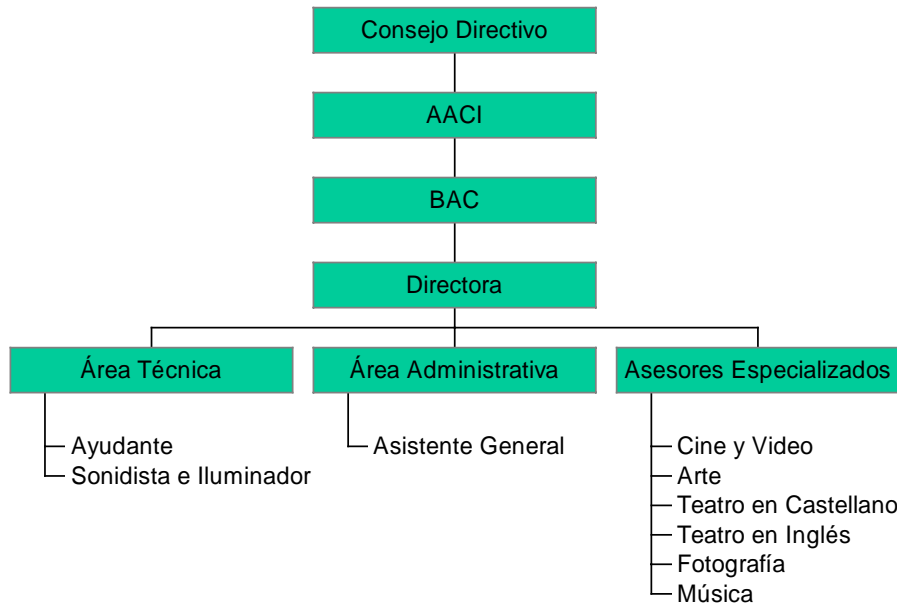 Consejo Directivo
AACI
BAC
Directora
Área Técnica
Área Administrativa
Asesores Especializados
Ayudante
Sonidista e Iluminador
Asistente General
Cine y Video
Arte
Teatro en Castellano
Teatro en Inglés
Fotografía
Música